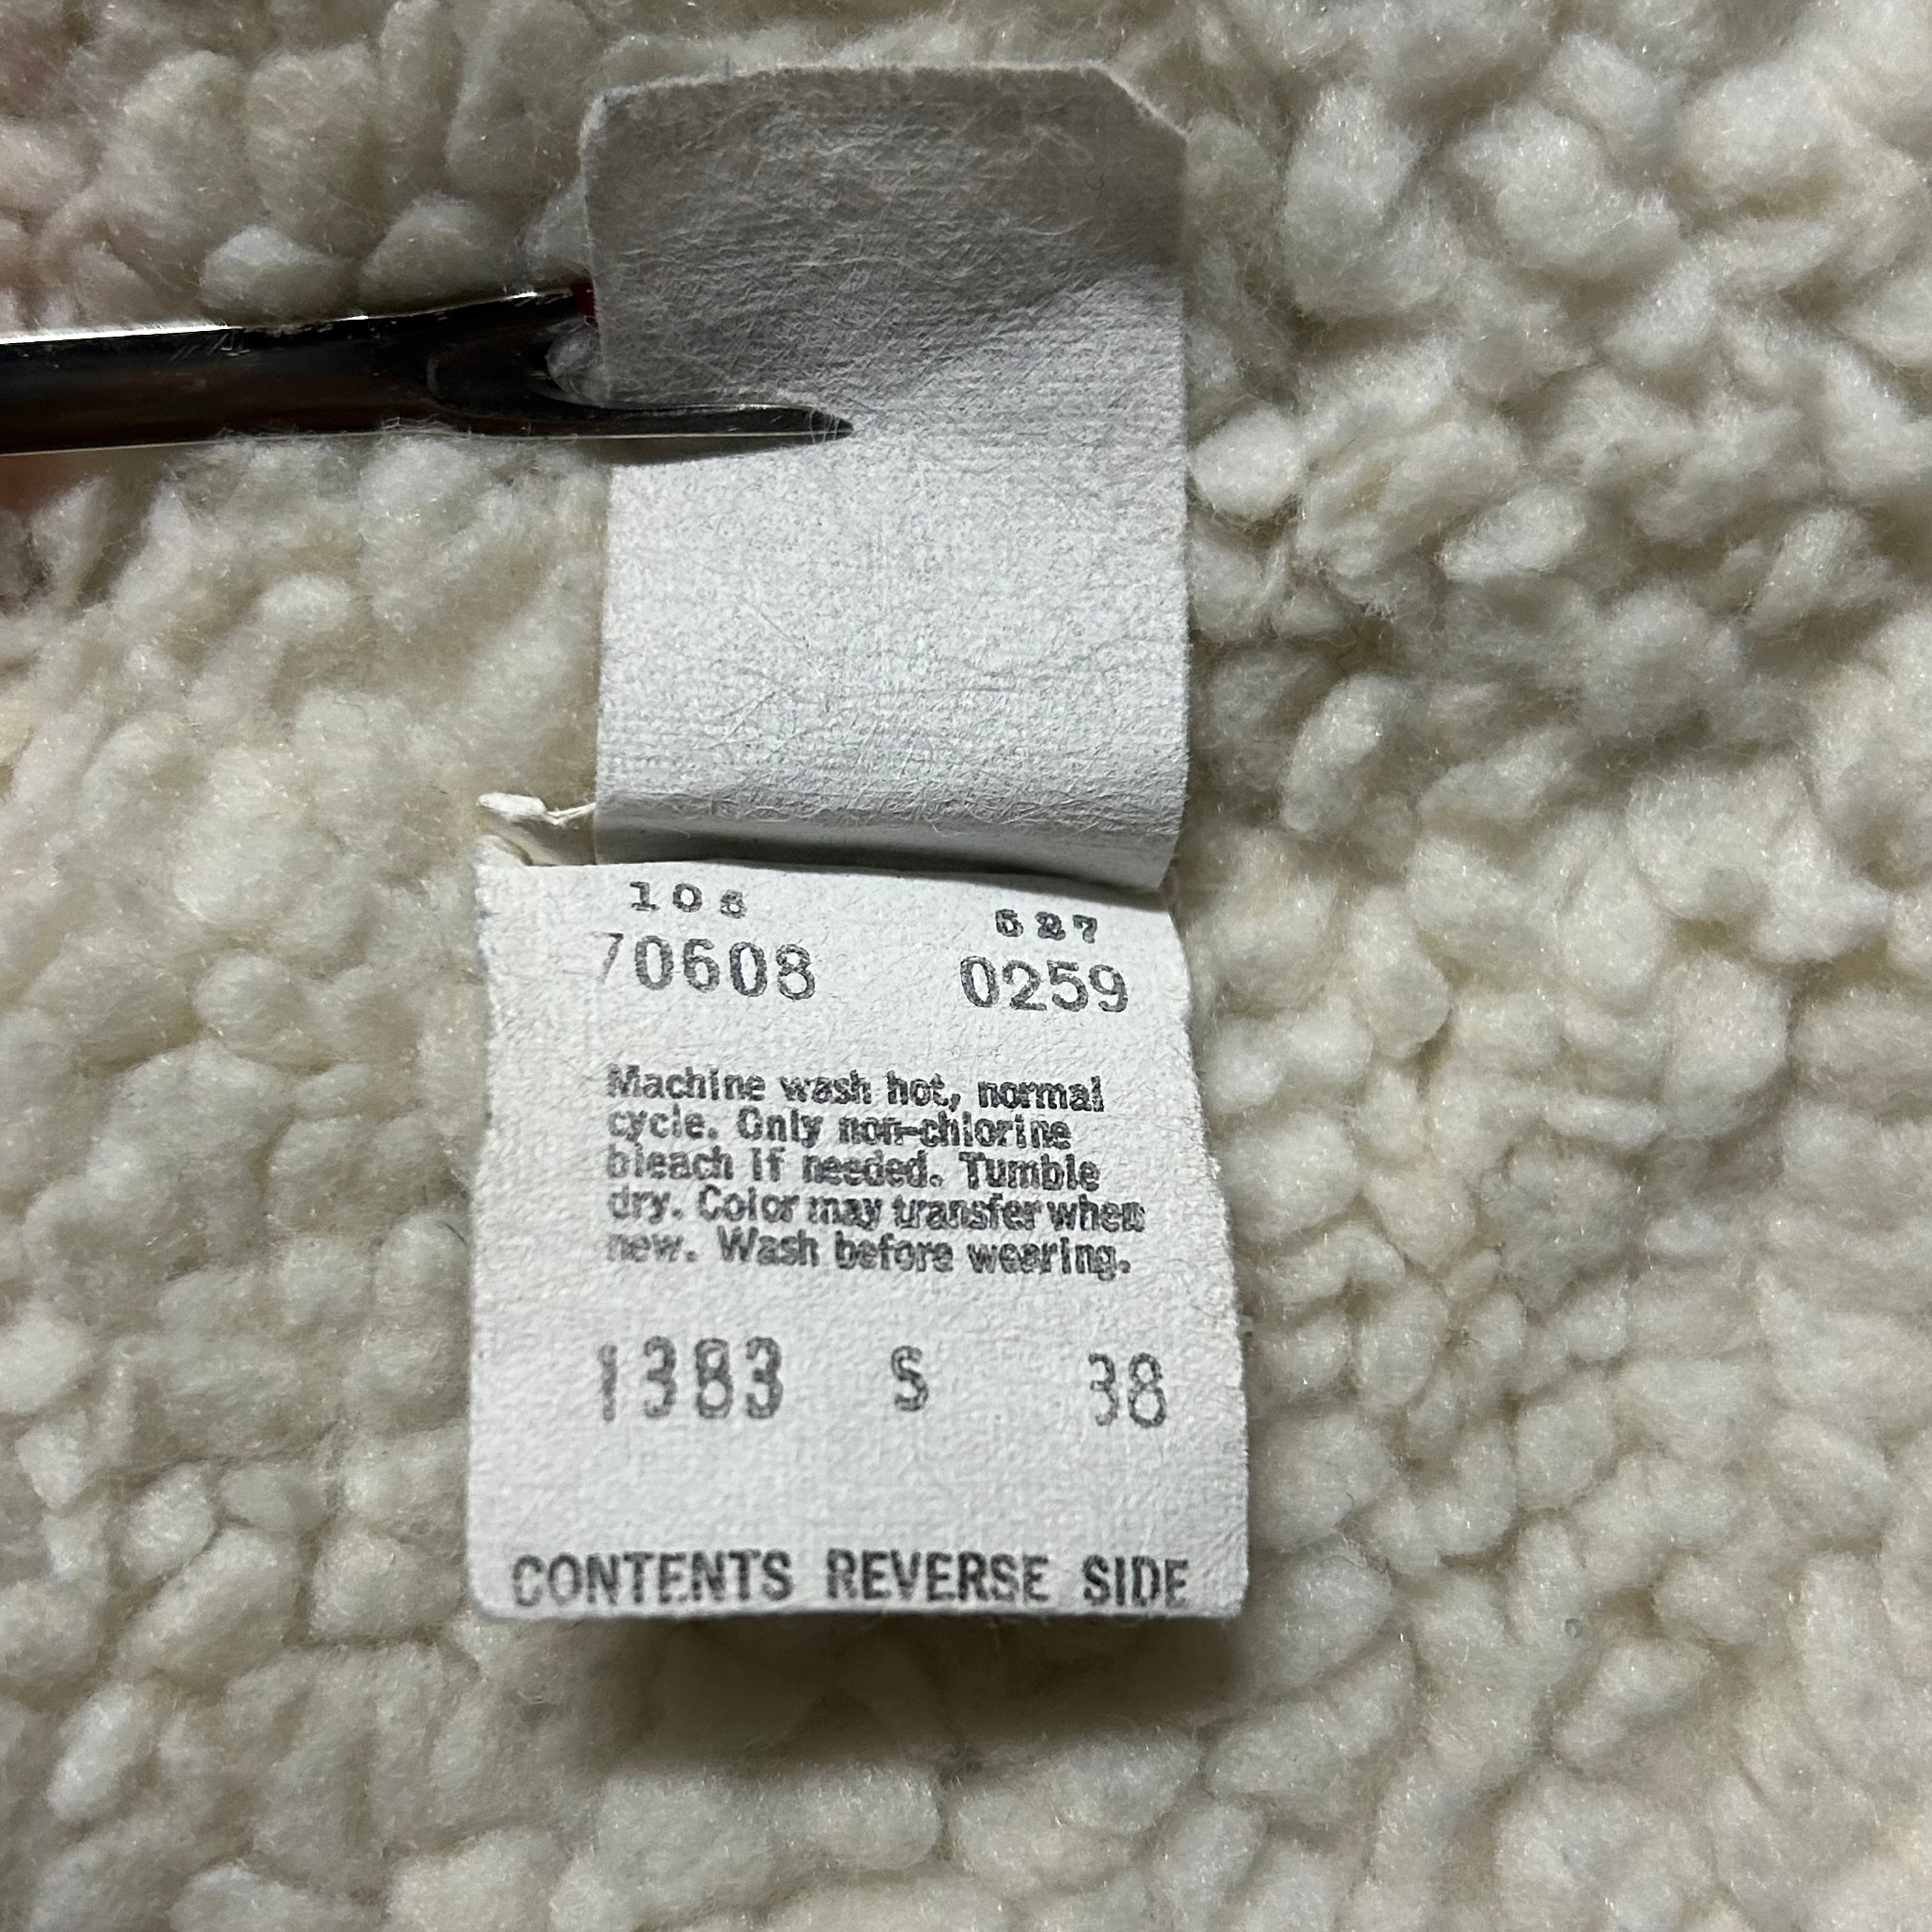 108 527
70608 0259
Machine wash hot, normal
cycle. Only non-chlorine
bleach if needed. Tumble
dry. Color may transfer when
new. Wash before wearing.
1383 S 38
CONTENTS REVERSE SIDE